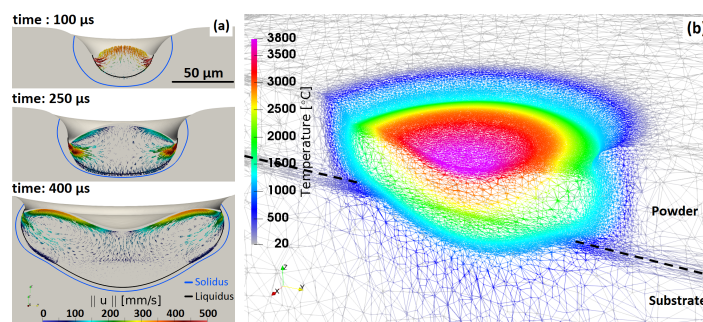 time : 100 μs
(a)
50 μm
time: 250 μs
time: 400 μs
Solidus
Liquidus
|| u || [mm/s]
0 100 200 300 400 500
(b)
3800
3500
3000
2500
2000
1600
1000
500
20
Temperature [°C]
Powder
Substrate
z
x
Y